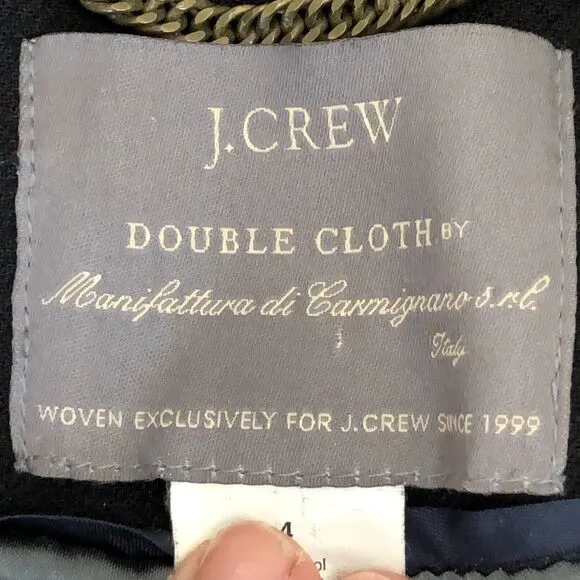 J.CREW
DOUBLE CLOTH BY
Manifattura di Carmignano s.r.l.
Italy
WOVEN EXCLUSIVELY FOR J.CREW SINCE 1999
4